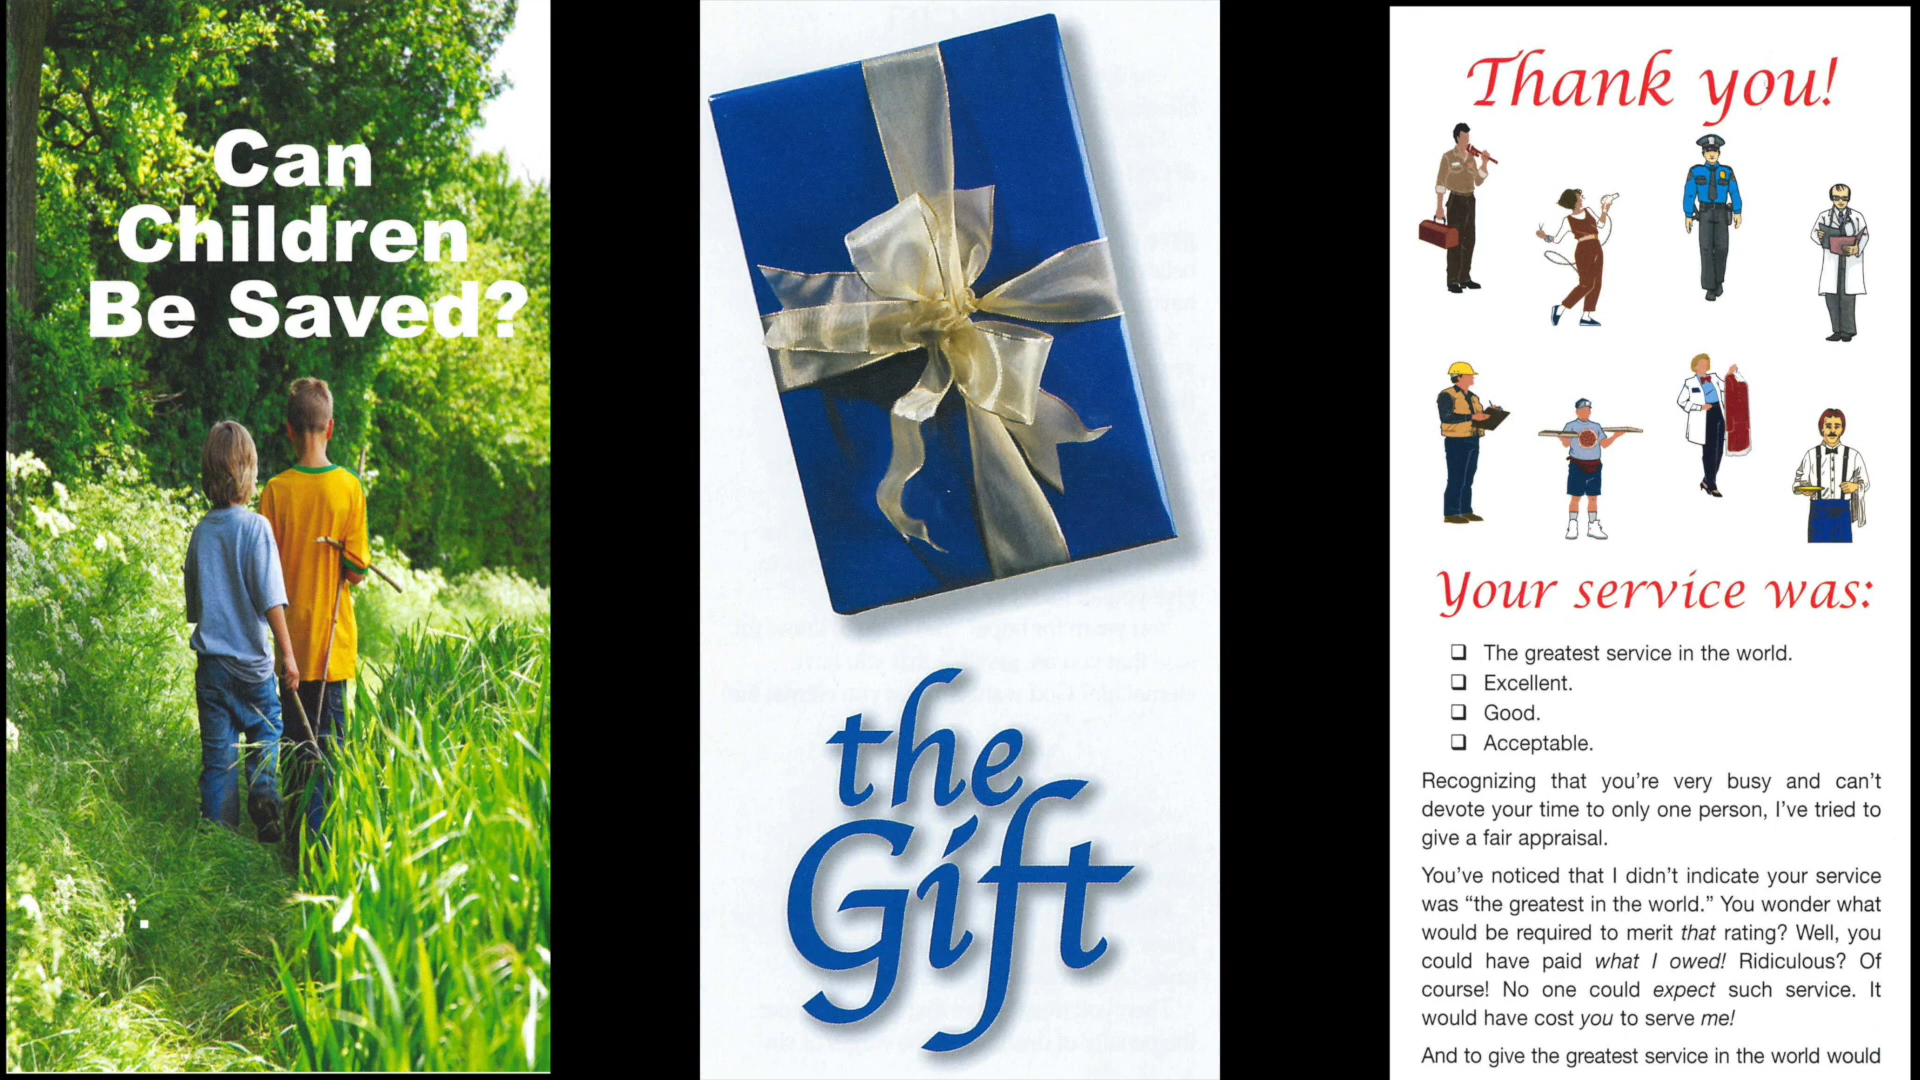 Can
Children
Be Saved?
the
Gift
Thank you!
Your service was:
❑ The greatest service in the world.
❑ Excellent.
❑ Good.
❑ Acceptable.
Recognizing that you're very busy and can't
devote your time to only one person, I've tried to
give a fair appraisal.
You've noticed that I didn't indicate your service
was “the greatest in the world.” You wonder what
would be required to merit that rating? Well, you
could have paid what I owed! Ridiculous? Of
course! No one could expect such service. It
would have cost you to serve me!
And to give the greatest service in the world would